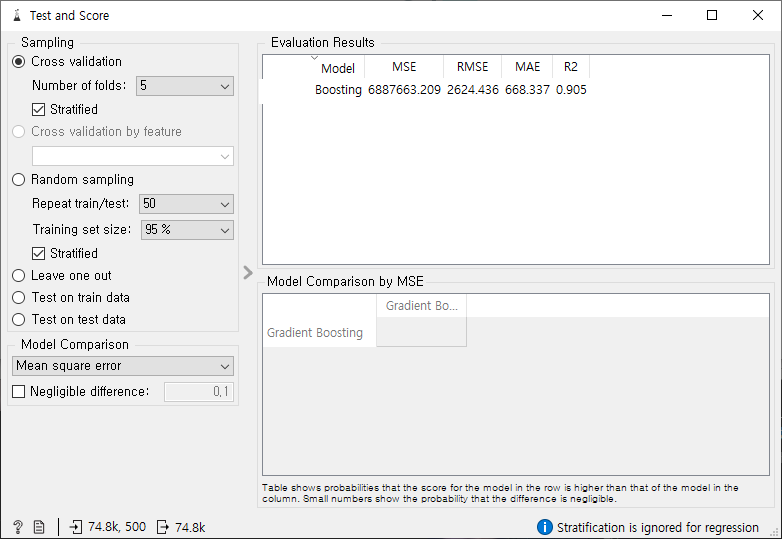 Test and Score
Sampling
Cross validation
Number of folds: 5
Stratified
Cross validation by feature
Random sampling
Repeat train/test: 50
Training set size: 95 %
Stratified
Leave one out
Test on train data
Test on test data
Model Comparison
Mean square error
Negligible difference: 0,1
Evaluation Results
Model MSE RMSE MAE R2
Boosting 6887663.209 2624.436 668.337 0.905
Model Comparison by MSE
Gradient Bo...
Gradient Boosting
Table shows probabilities that the score for the model in the row is higher than that of the model in the
column. Small numbers show the probability that the difference is negligible.
? 74.8k, 500 74.8k
Stratification is ignored for regression